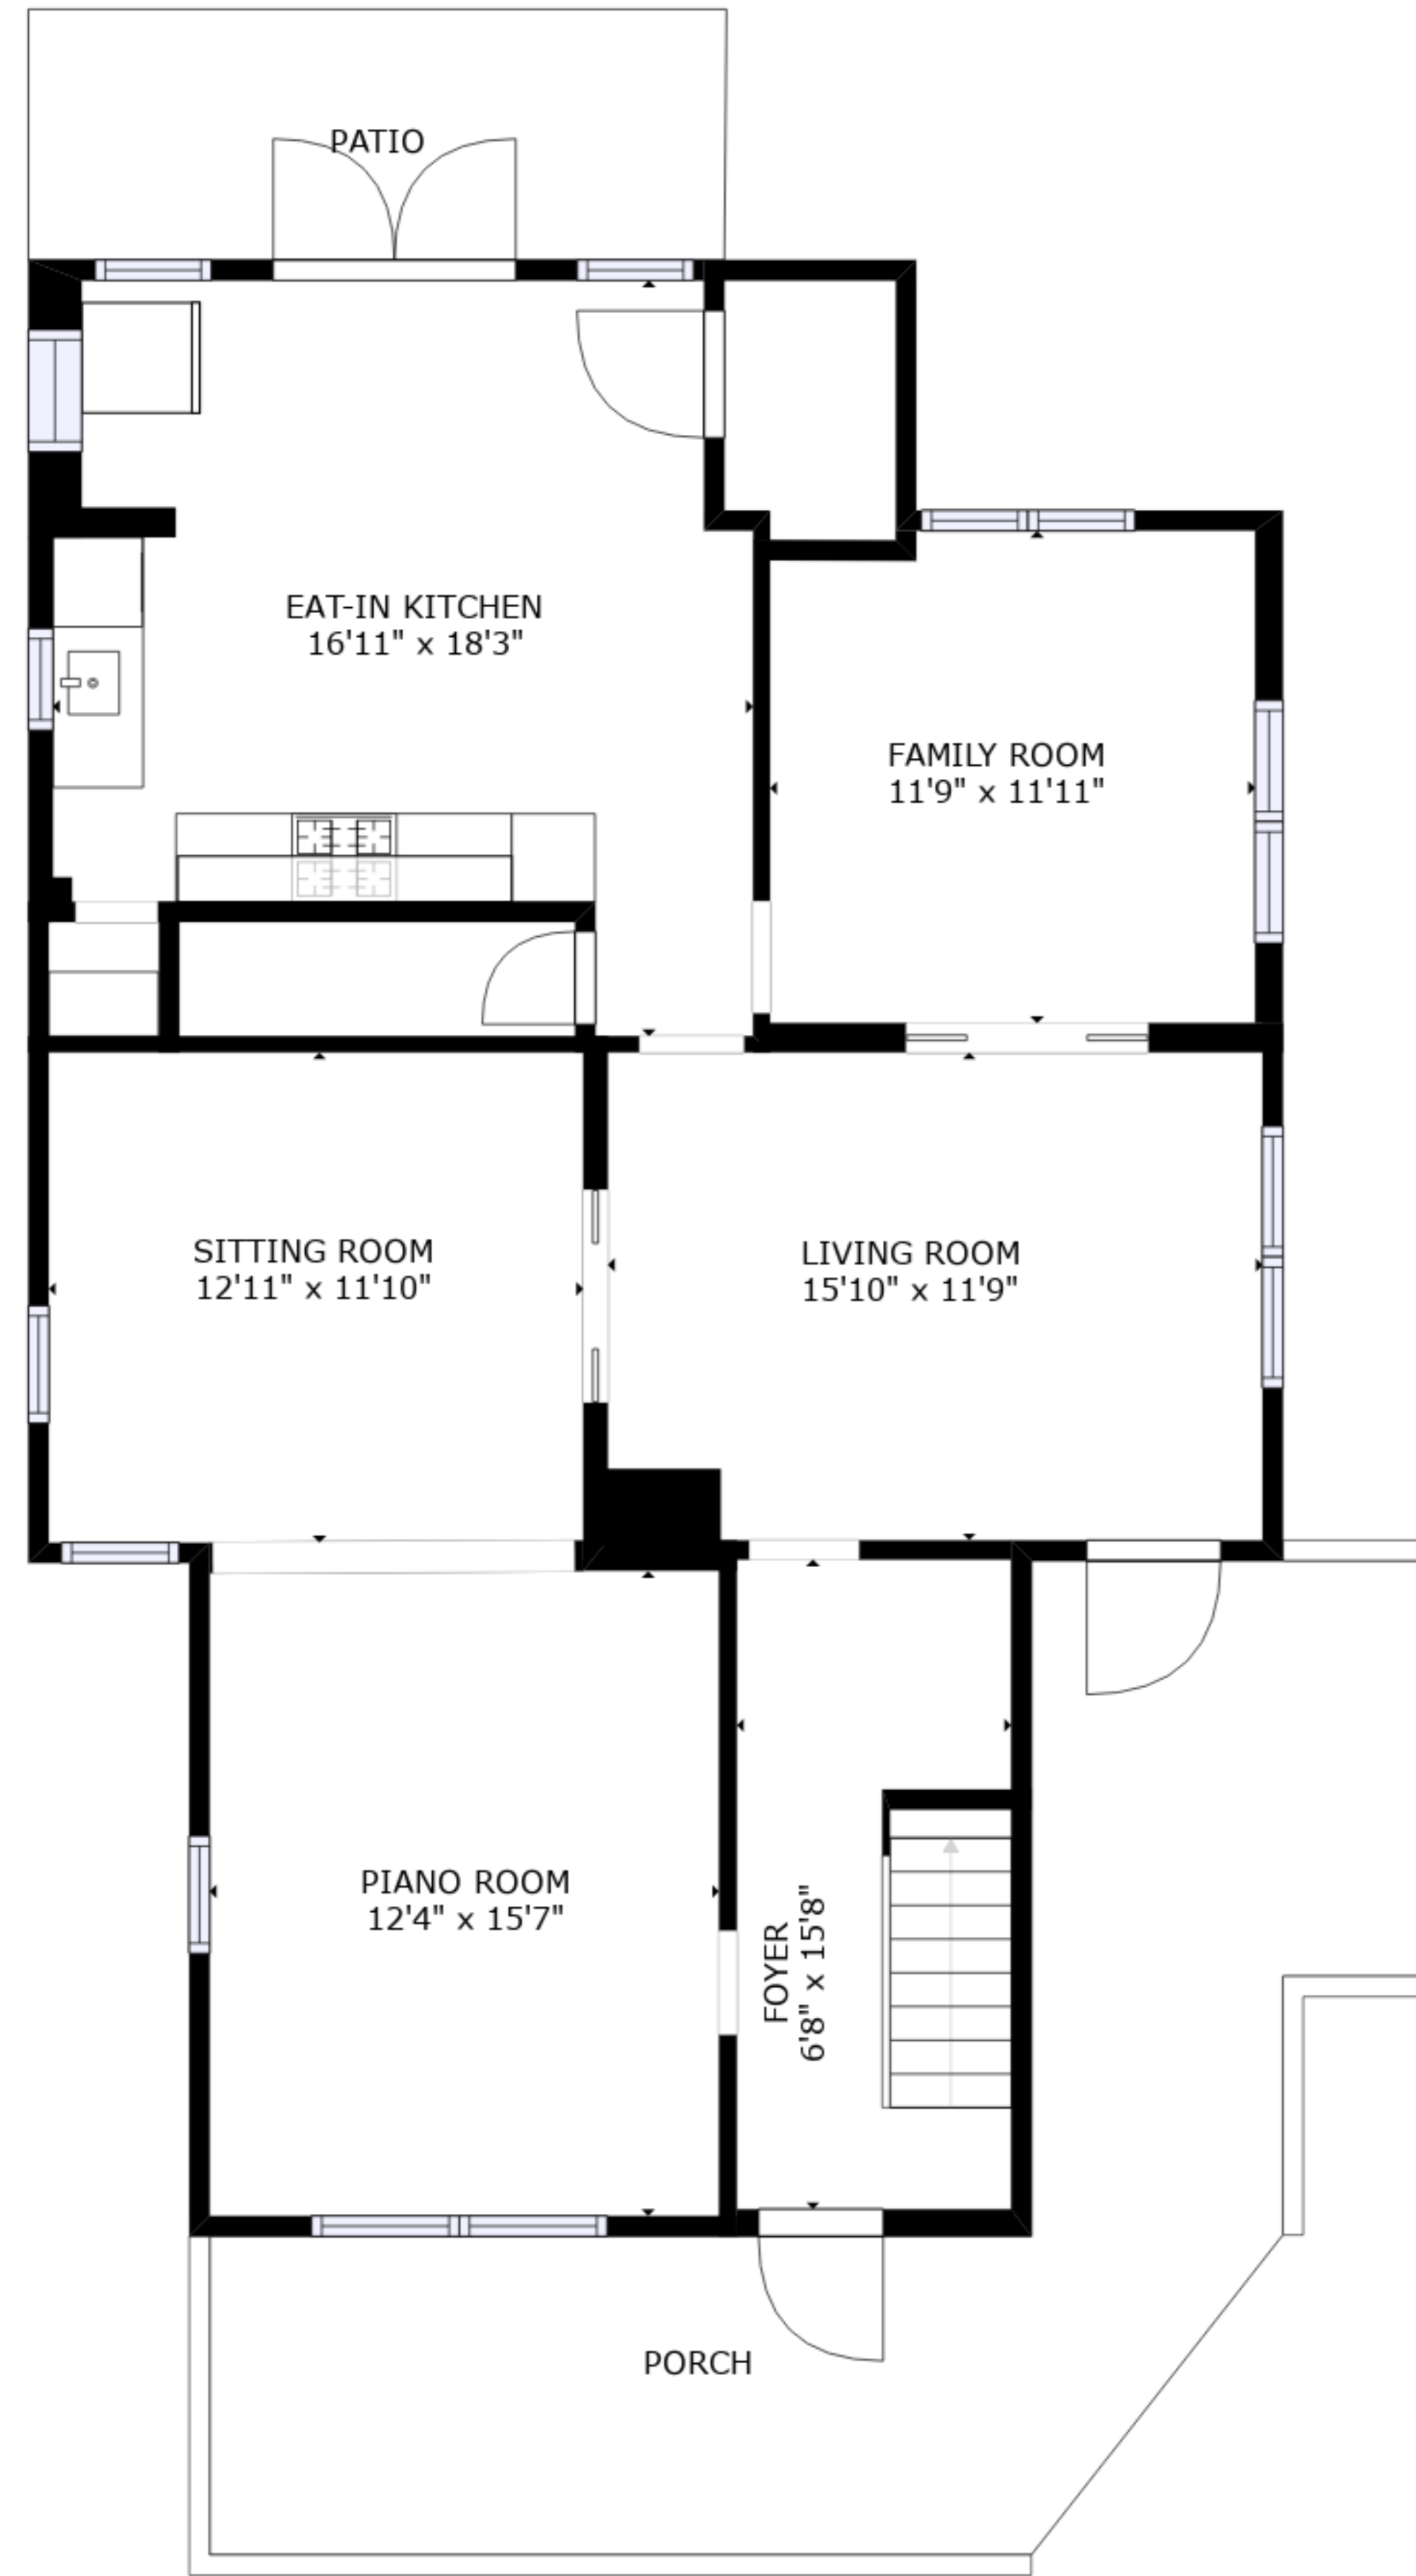 PATIO
EAT-IN KITCHEN
16'11" x 18'3"
FAMILY ROOM
11'9" x 11'11"
SITTING ROOM
12'11" x 11'10"
LIVING ROOM
15'10" x 11'9"
PIANO ROOM
12'4" x 15'7"
FOYER
6'8" x 15'8"
PORCH